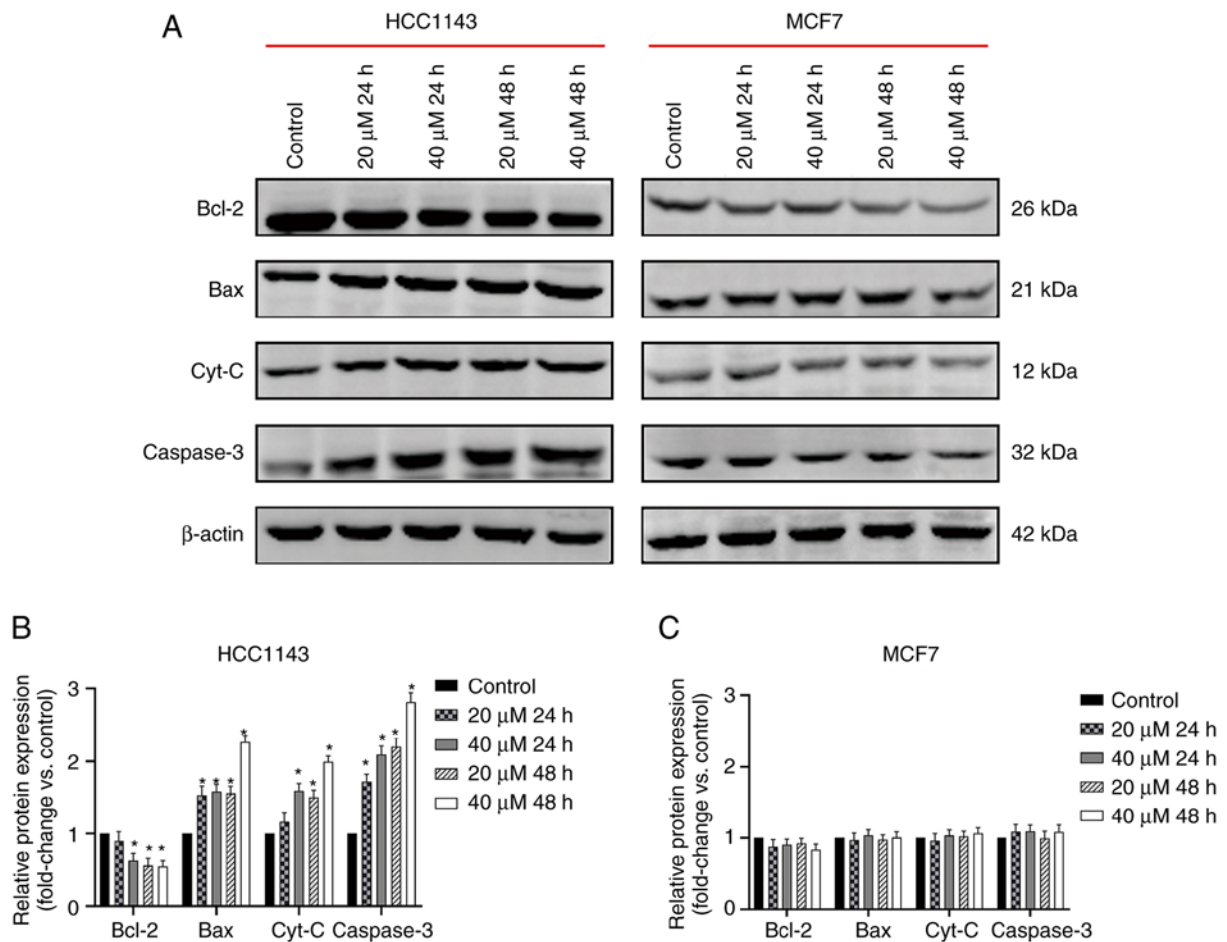 A
HCC1143
MCF7
Control
20 μM 24 h
40 μM 24 h
20 μM 48 h
40 μM 48 h
Control
20 μM 24 h
40 μM 24 h
20 μM 48 h
40 μM 48 h
Bcl-2
26 kDa
Bax
21 kDa
Cyt-C
12 kDa
Caspase-3
32 kDa
β-actin
42 kDa
B
HCC1143
Relative protein expression
(fold-change vs. control)
3
2
1
0
* * *
* * * *
* * *
* * * *
Bcl-2 Bax Cyt-C Caspase-3
Control
20 μM 24 h
40 μM 24 h
20 μM 48 h
40 μM 48 h
C
MCF7
Relative protein expression
(fold-change vs. control)
3
2
1
0
Bcl-2 Bax Cyt-C Caspase-3
Control
20 μM 24 h
40 μM 24 h
20 μM 48 h
40 μM 48 h